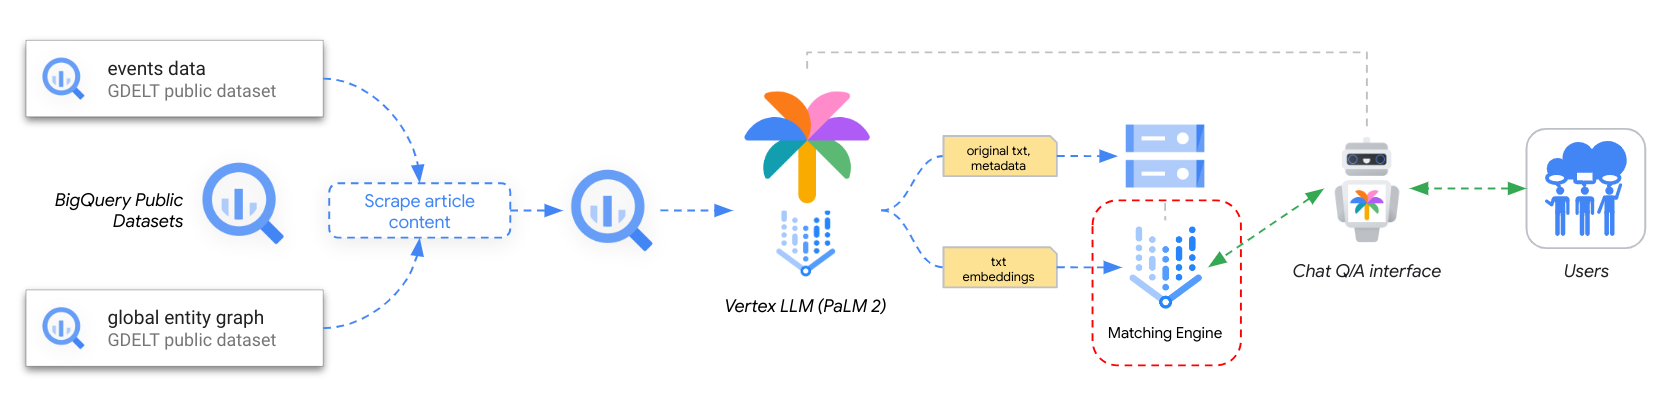 events data
GDELT public dataset
BigQuery Public
Datasets
global entity graph
GDELT public dataset
Scrape article
content
Vertex LLM (PaLM 2)
original txt,
metadata
txt
embeddings
Matching Engine
Chat Q/A interface
Users